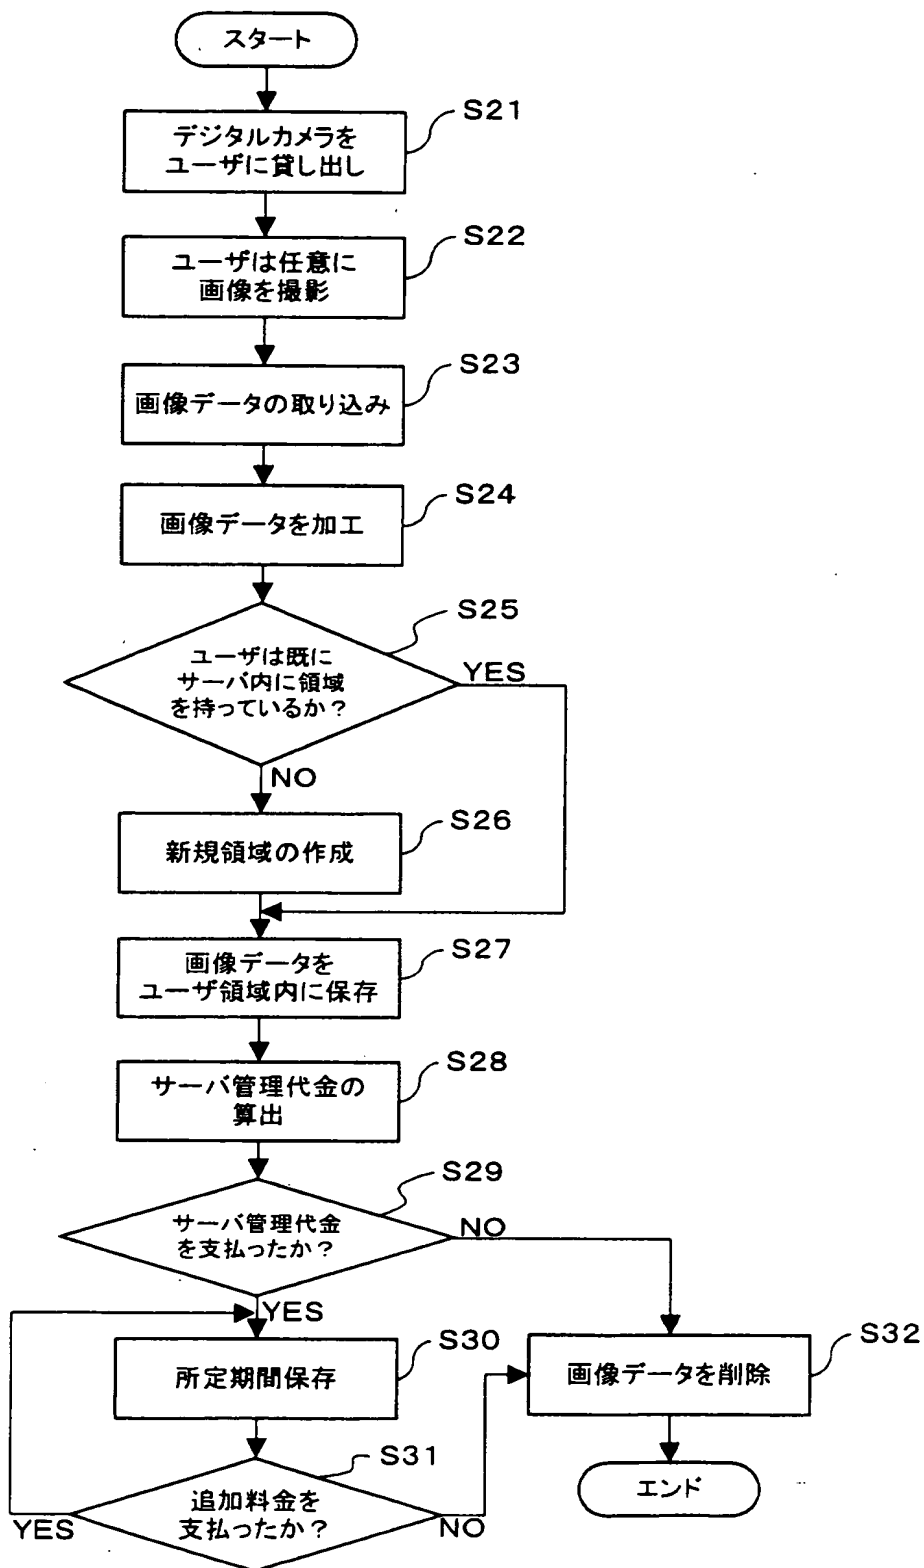 スタート
S21
デジタルカメラを
ユーザに貸し出し
S22
ユーザは任意に
画像を撮影
S23
画像データの取り込み
S24
画像データを加工
S25
ユーザは既に
サーバ内に領域
を持っているか？
YES
NO
S26
新規領域の作成
S27
画像データを
ユーザ領域内に保存
S28
サーバ管理代金の
算出
S29
サーバ管理代金
を支払ったか？
NO
YES
S30
所定期間保存
S32
画像データを削除
S31
追加料金を
支払ったか？
YES
NO
エンド